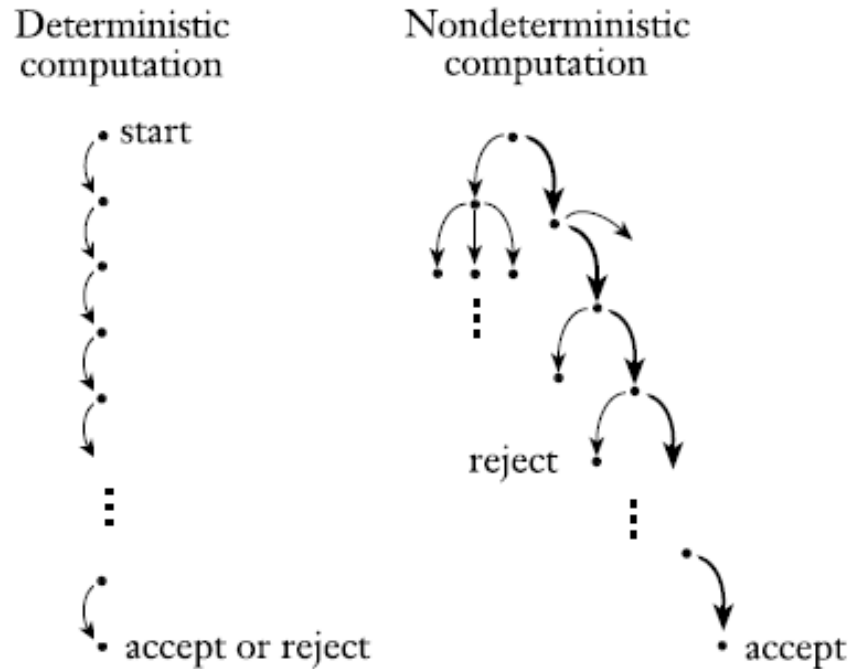 Deterministic
computation
Nondeterministic
computation
start
reject
accept or reject
accept